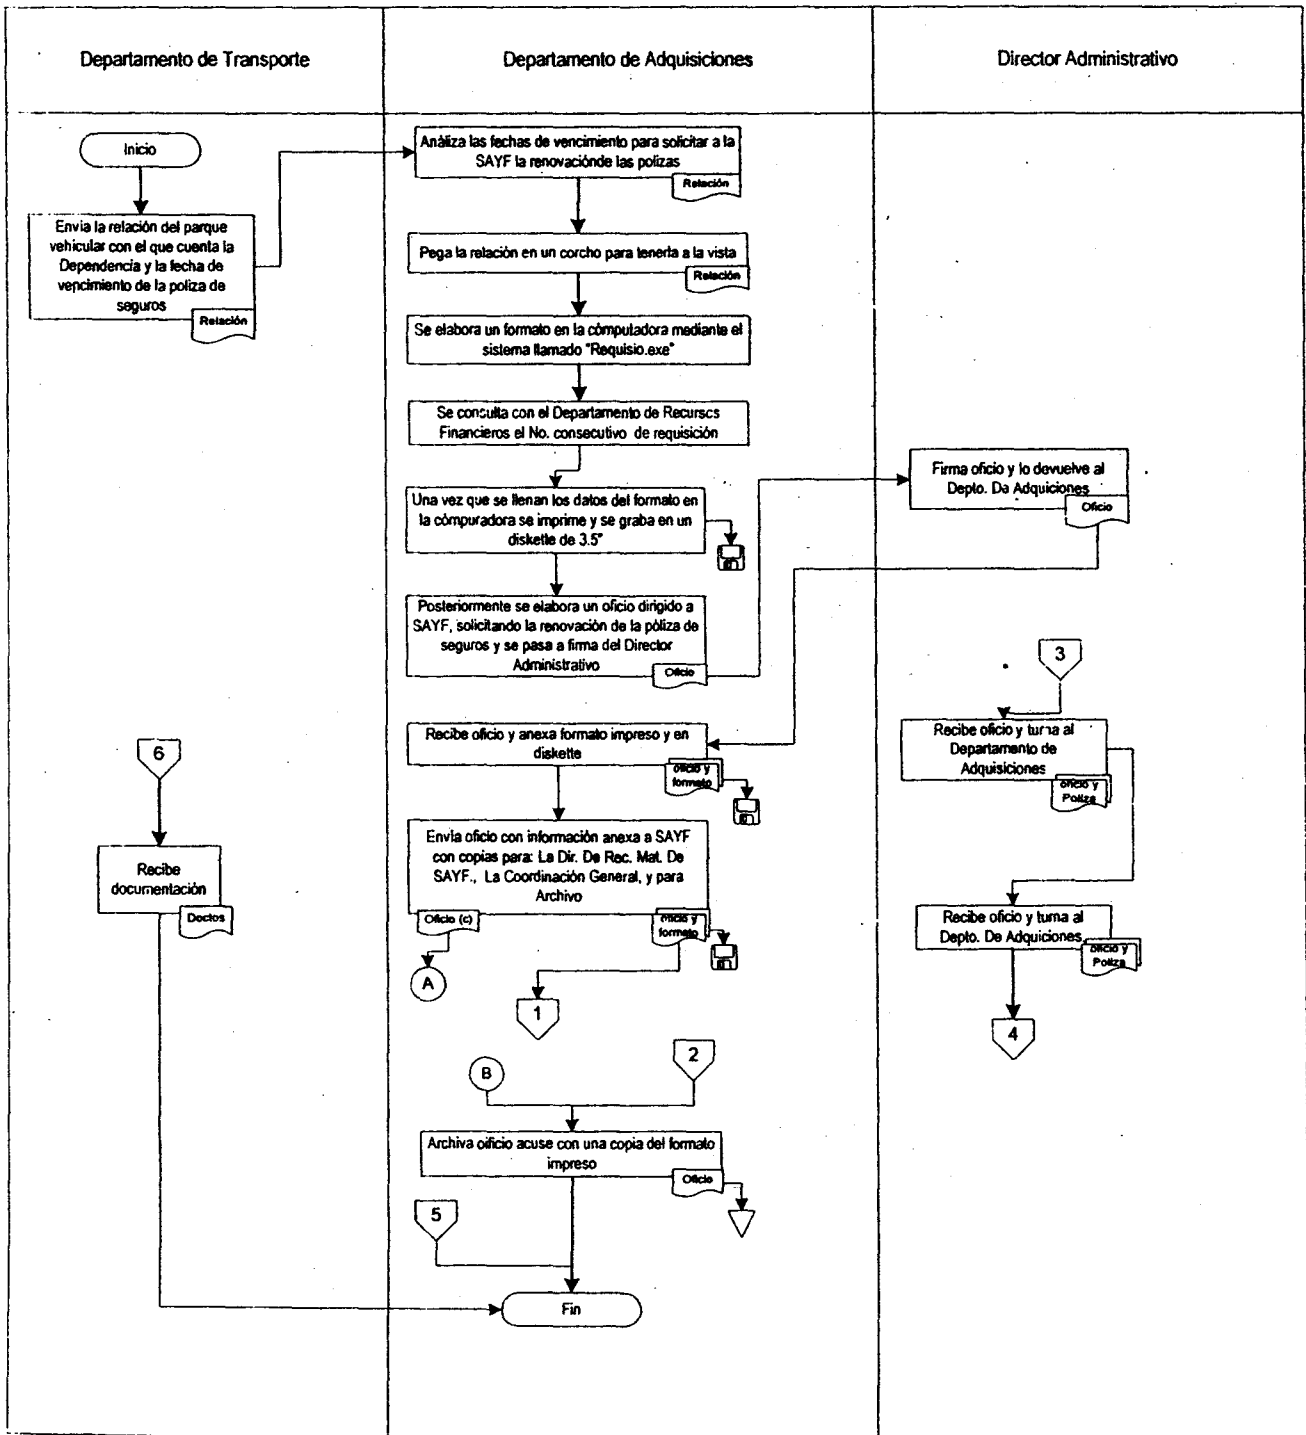 Departamento de Transporte
Departamento de Adquisiciones
Director Administrativo
Inicio
Envia la relación del parque
vehicular con el que cuenta la
Dependencia y la fecha de
vencimiento de la poliza de
seguros
Relación
6
Recibe
documentación
Doctos
Análiza las fechas de vencimiento para solicitar a la
SAYF la renovaciónde las polizas
Relación
Pega la relación en un corcho para tenerla a la vista
Relación
Se elabora un formato en la cómputadora mediante el
sistema llamado "Requisio.exe"
Se consulta con el Departamento de Recursos
Financieros el No. consecutivo de requisición
Una vez que se llenan los datos del formato en
la cómpuradora se imprime y se graba en un
diskette de 3.5"
Posteriormente se elabora un oficio dirigido a
SAYF, solicitando la renovación de la póliza de
seguros y se pasa a firma del Director
Administrativo
Oficio
Recibe oficio y anexa formato impreso y en
diskette
oficio y
formato
Envía oficio con información anexa a SAYF
con copias para: La Dir. De Rec. Mat. De
SAYF., La Coordinación General, y para
Archivo
Oficio (c)
oficio y
formato
A
1
B
2
Archiva oificio acuse con una copia del formato
impreso
Oficio
5
Fin
Firma oficio y lo devuelve al
Depto. Da Adquiciones
Oficio
3
Recibe oficio y turna al
Departamento de
Adquisiciones
oficio y
Poliza
Recibe oficio y turna al
Depto. De Adquiciones
oficio y
Poliza
4